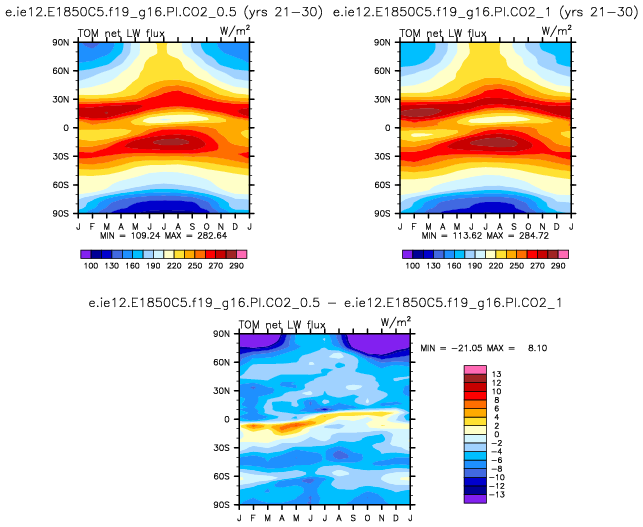 e.ie12.E1850C5.f19_g16.PI.CO2_0.5 (yrs 21-30)
TOM net LW flux W/m²
90N
60N
30N
0
30S
60S
90S
J F M A M J J A S O N D J
MIN = 109.24 MAX = 282.64
100 130 160 190 220 250 270 290
e.ie12.E1850C5.f19_g16.PI.CO2_1 (yrs 21-30)
TOM net LW flux W/m²
90N
60N
30N
0
30S
60S
90S
J F M A M J J A S O N D J
MIN = 113.62 MAX = 284.72
100 130 160 190 220 250 270 290
e.ie12.E1850C5.f19_g16.PI.CO2_0.5 - e.ie12.E1850C5.f19_g16.PI.CO2_1
TOM net LW flux W/m²
90N
60N
30N
0
30S
60S
90S
J F M A M J J A S O N D J
MIN = -21.05 MAX = 8.10
13
12
10
8
6
4
2
0
-2
-4
-6
-8
-10
-12
-13